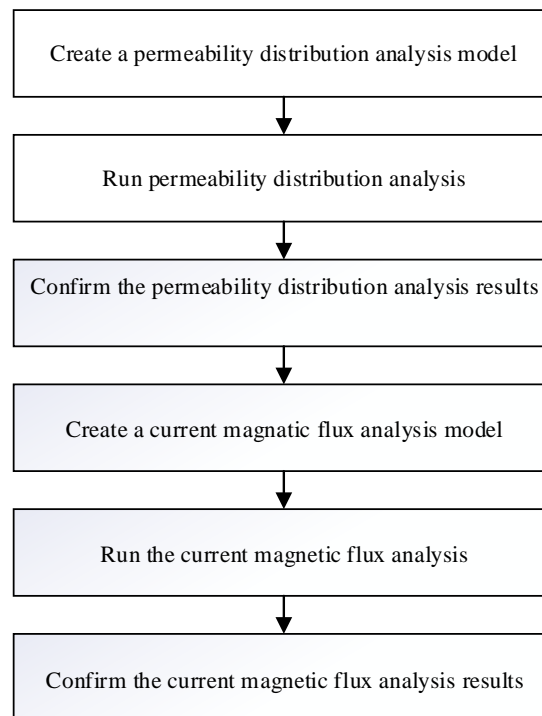 Create a permeability distribution analysis model
Run permeability distribution analysis
Confirm the permeability distribution analysis results
Create a current magnatic flux analysis model
Run the current magnetic flux analysis
Confirm the current magnetic flux analysis results